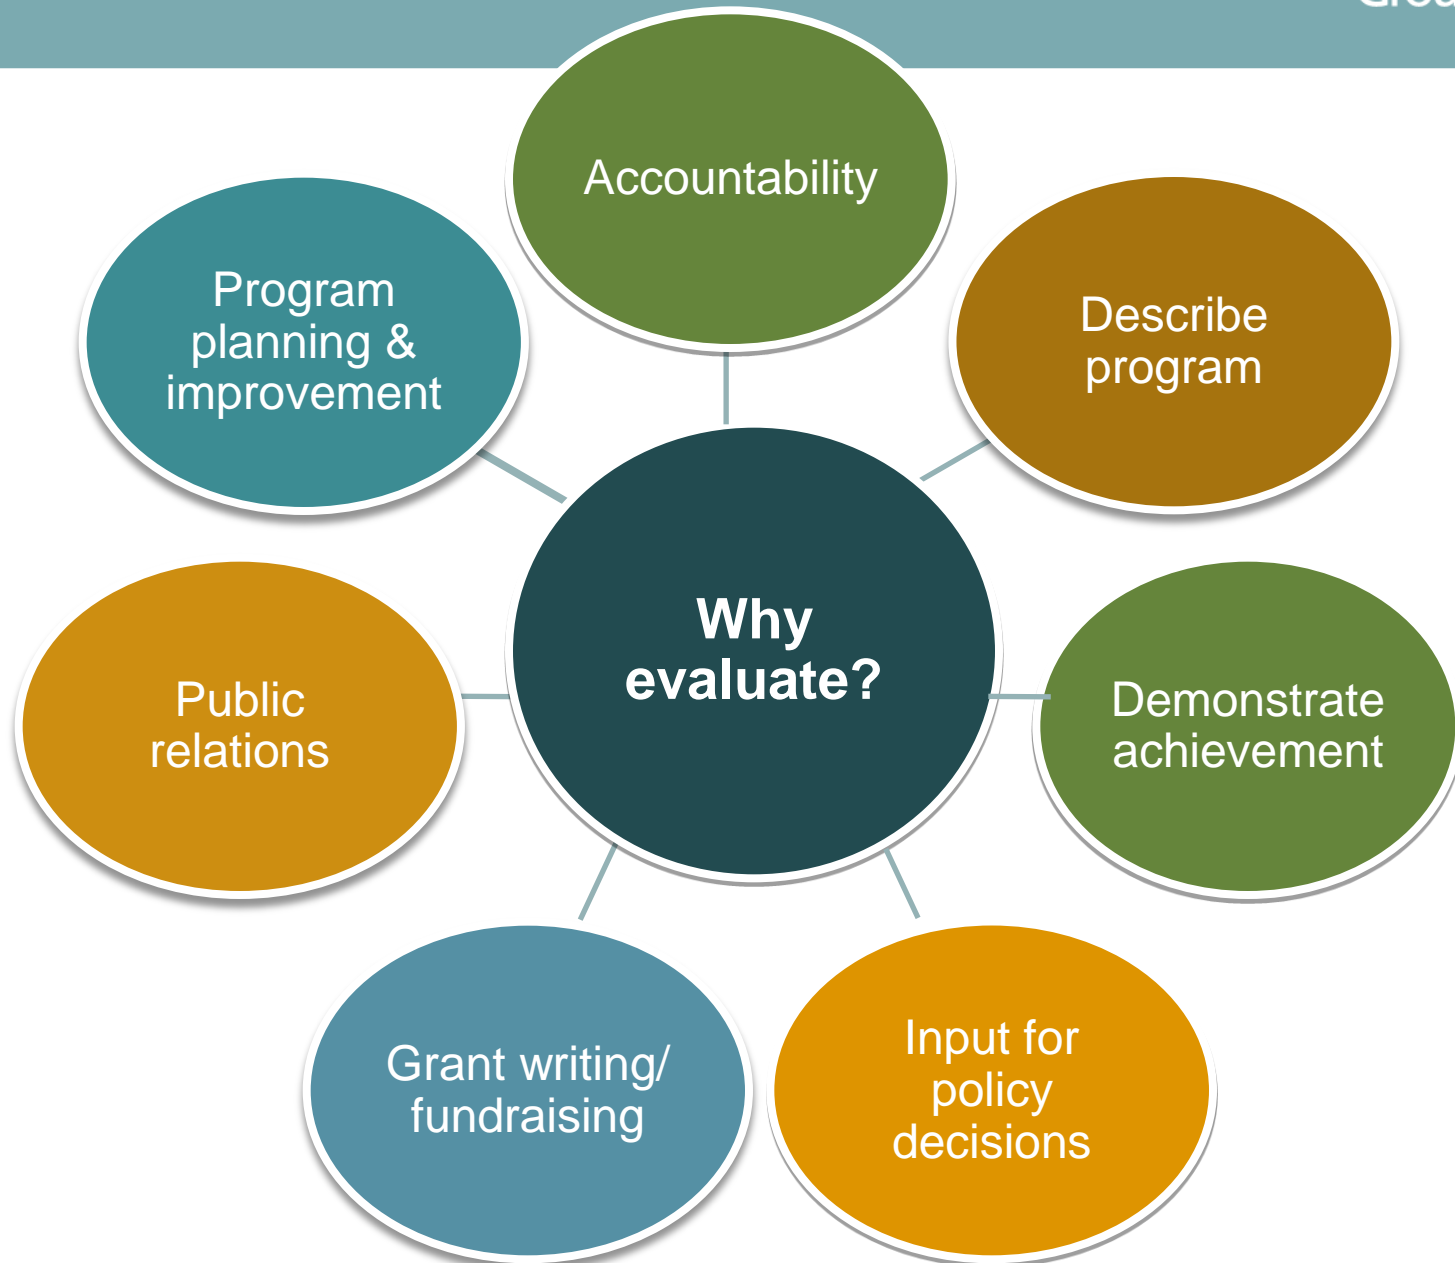 Accountability
Describe
program
Demonstrate
achievement
Input for
policy
decisions
Grant writing/
fundraising
Public
relations
Program
planning &
improvement
Why
evaluate?